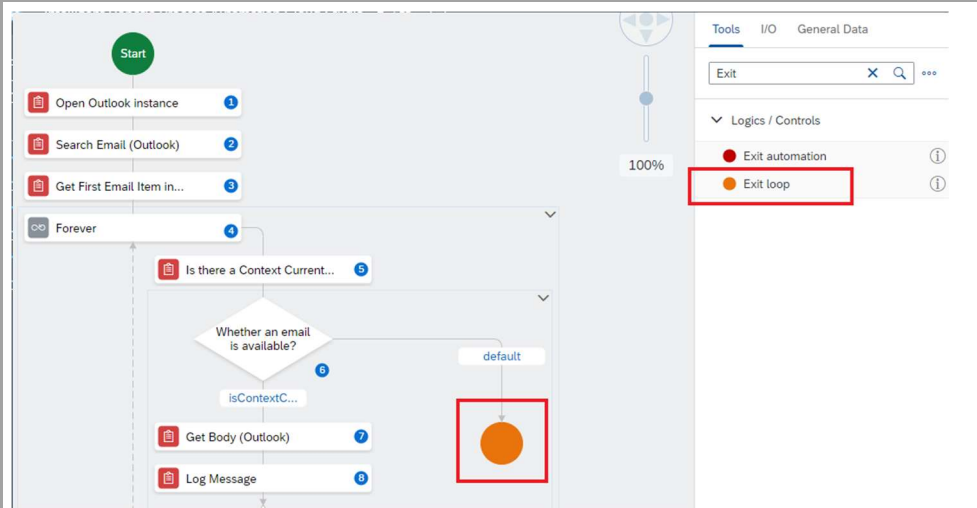 Start
Open Outlook instance 1
Search Email (Outlook) 2
Get First Email Item in... 3
Forever 4
Is there a Context Current... 5
Whether an email
is available?
6
default
isContextC...
Get Body (Outlook) 7
Log Message 8
100%
Tools I/O General Data
Exit
Logics / Controls
Exit automation
Exit loop